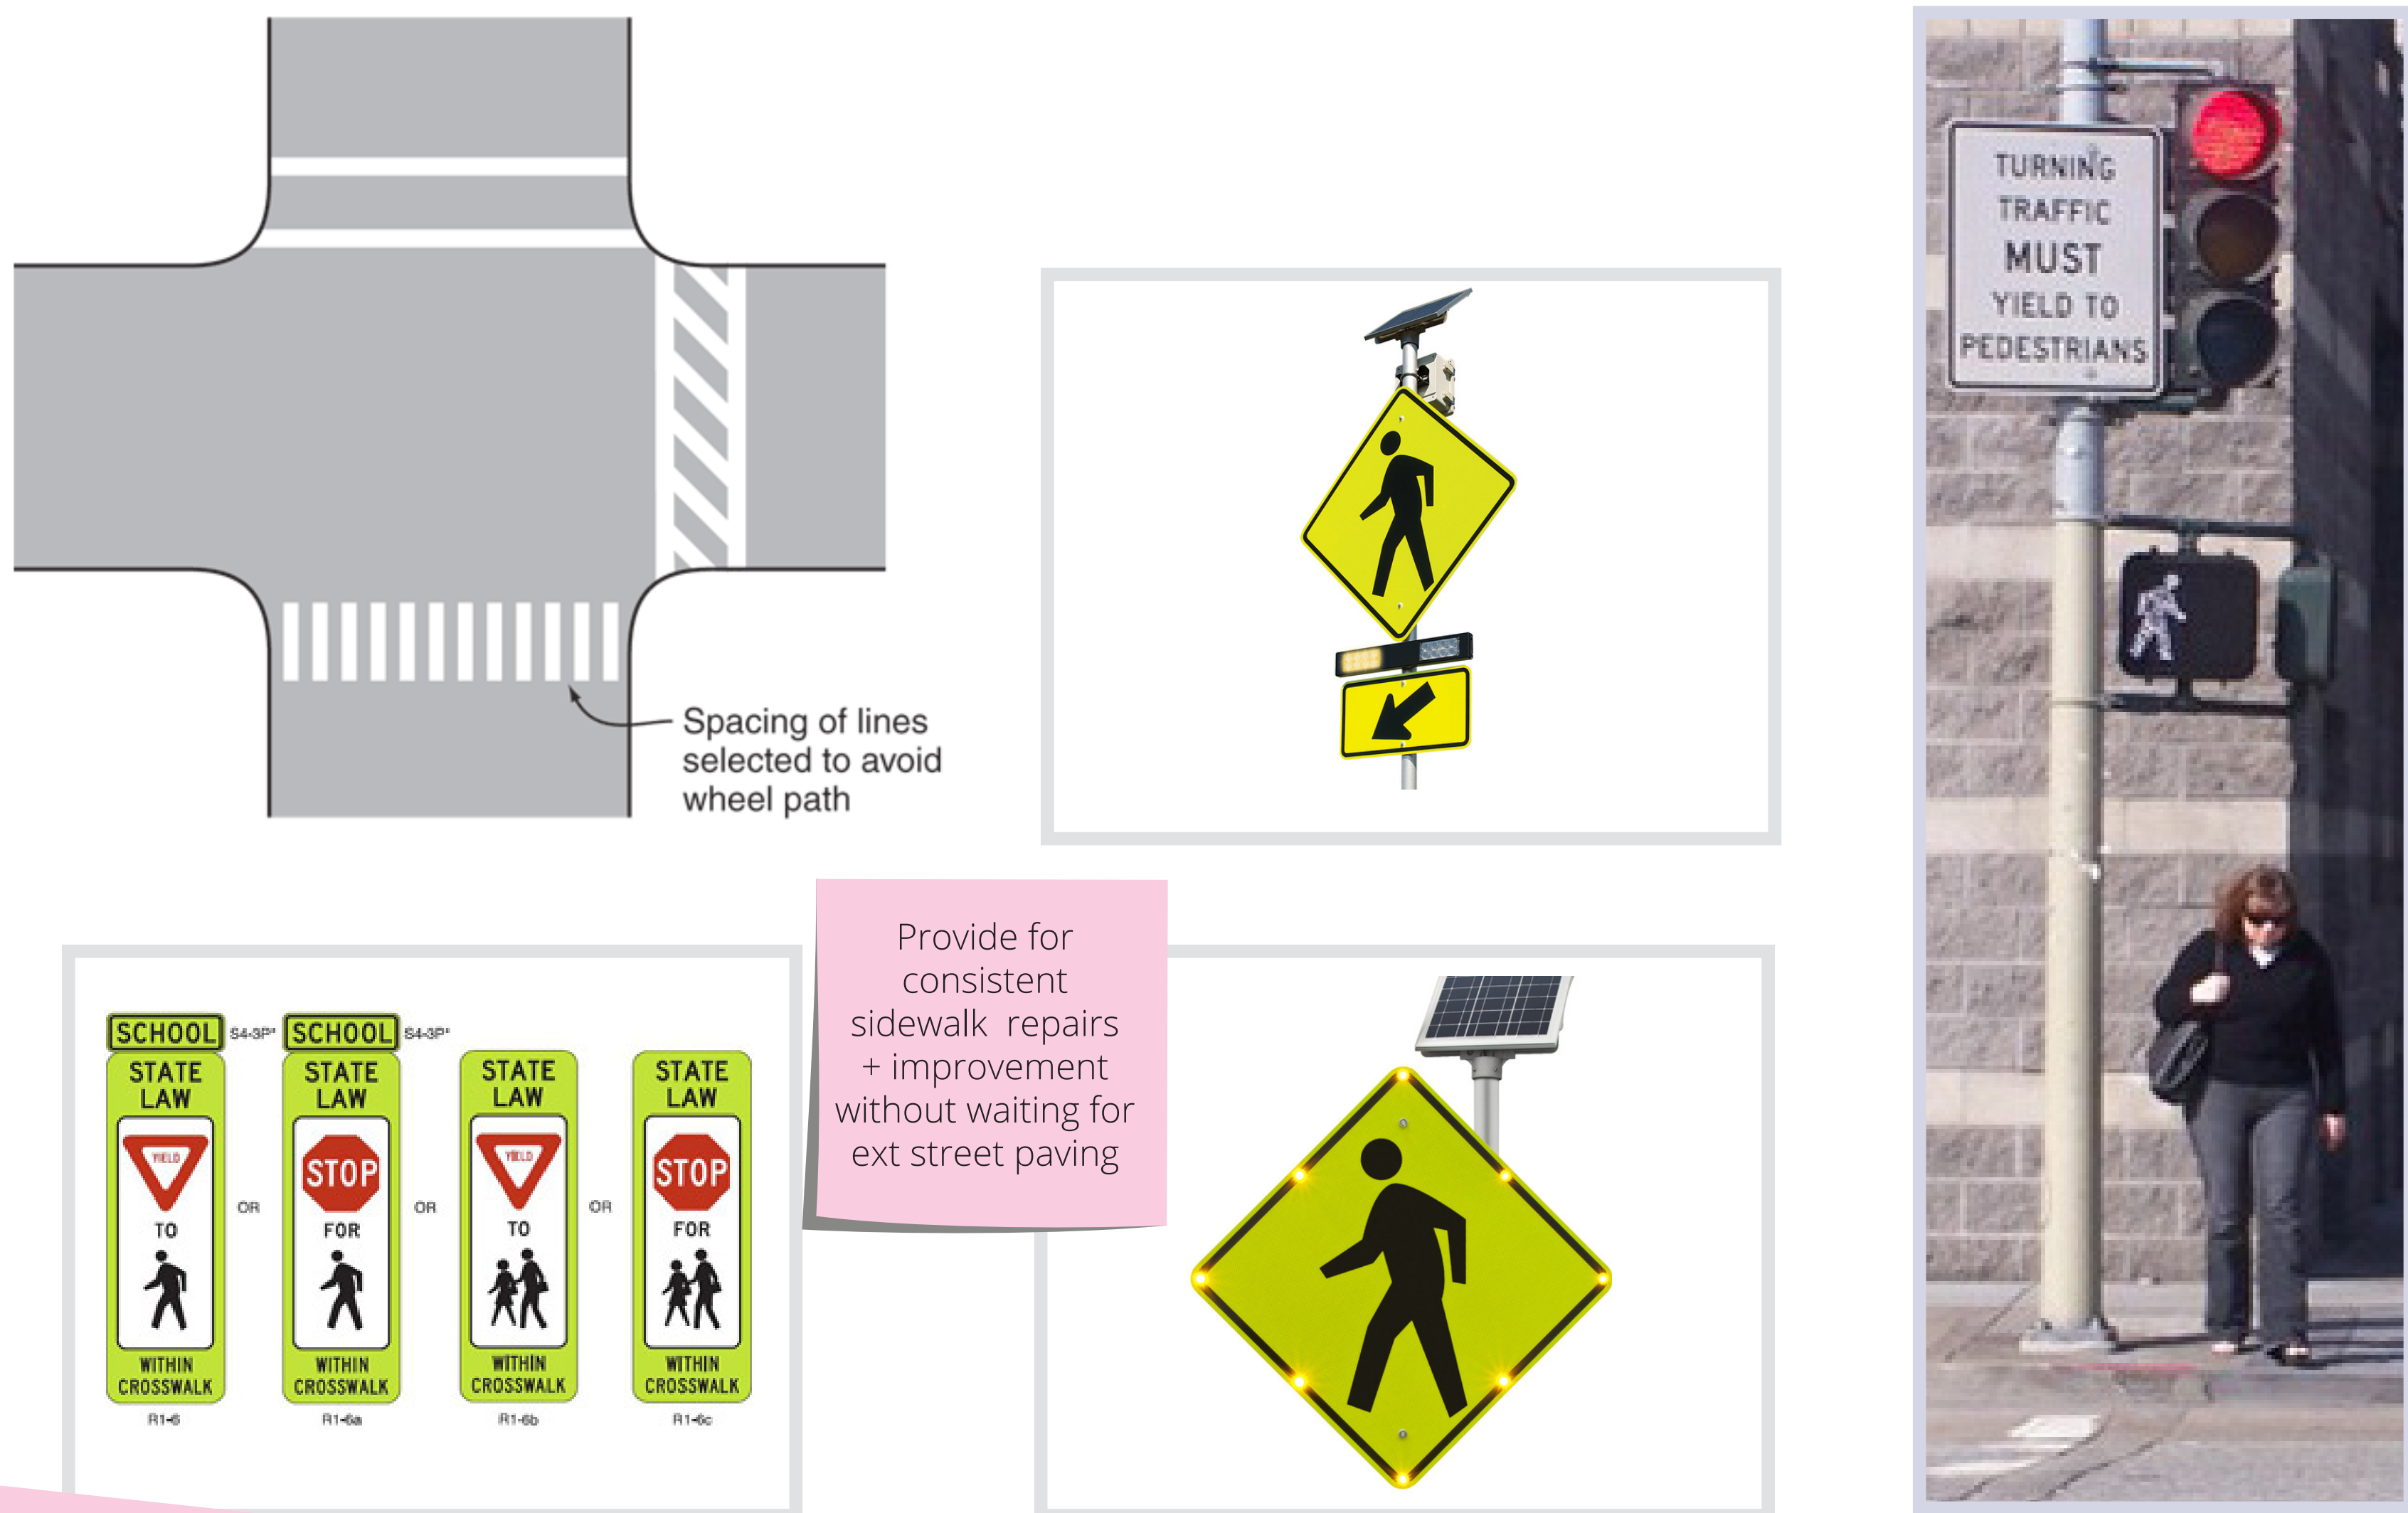 Spacing of lines
selected to avoid
wheel path
TURNING
TRAFFIC
MUST
YIELD TO
PEDESTRIANS
Provide for
consistent
sidewalk repairs
+ improvement
without waiting for
ext street paving
SCHOOL S4-3P* SCHOOL S4-3P*
STATE
LAW
YIELD
TO
WITHIN
CROSSWALK
R1-6
OR
STATE
LAW
STOP
FOR
WITHIN
CROSSWALK
R1-6a
OR
STATE
LAW
YIELD
TO
WITHIN
CROSSWALK
R1-6b
OR
STATE
LAW
STOP
FOR
WITHIN
CROSSWALK
R1-6c